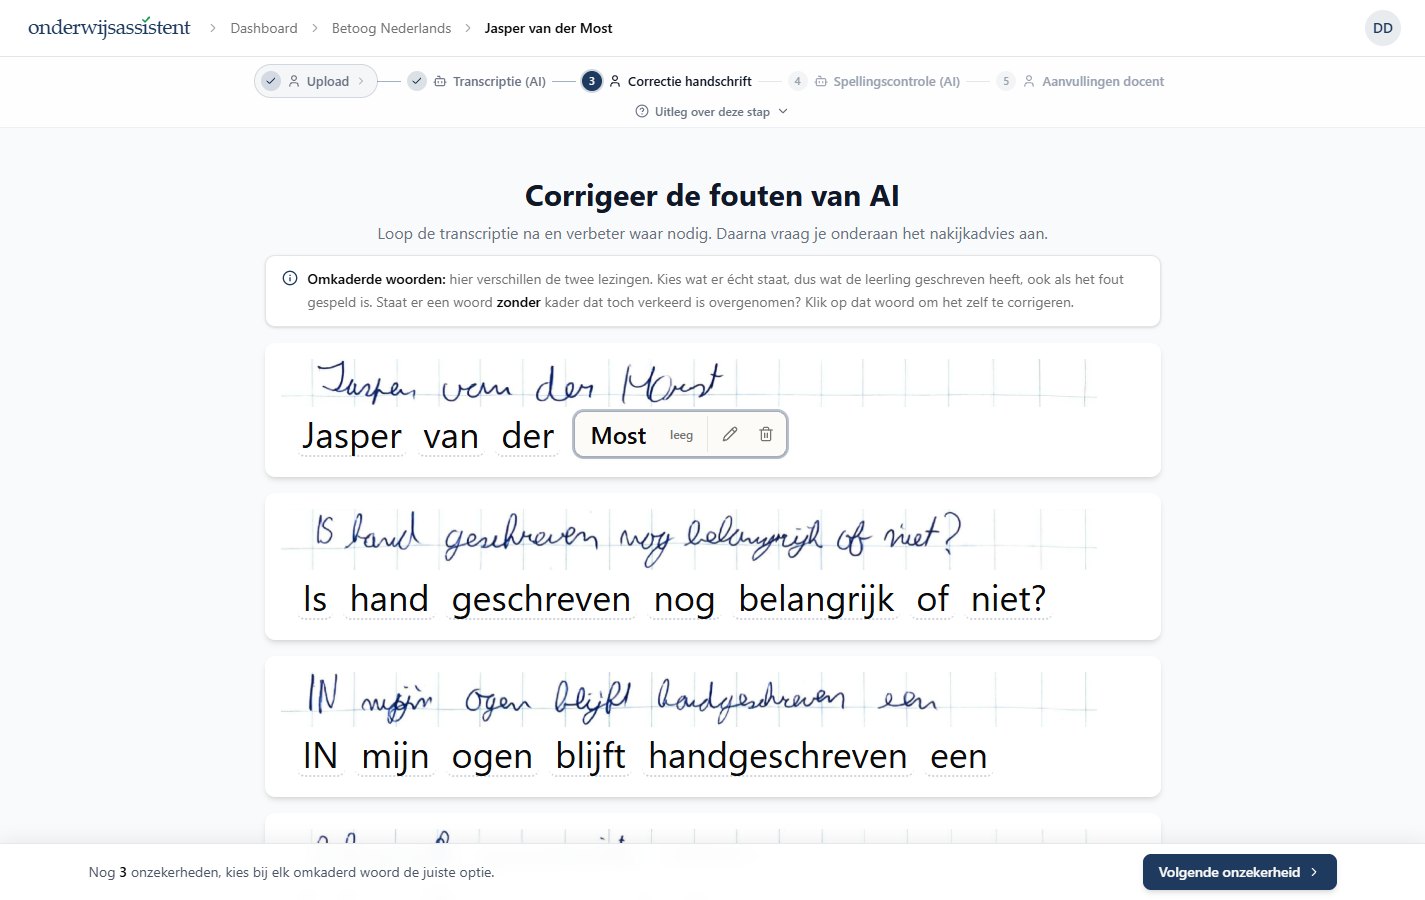 onderwijsassistent > Dashboard > Betoog Nederlands > Jasper van der Most DD
Upload > Transcriptie (AI) 3 Correctie handschrift 4 Spellingscontrole (AI) 5 Aanvullingen docent
Uitleg over deze stap
Corrigeer de fouten van AI
Loop de transcriptie na en verbeter waar nodig. Daarna vraag je onderaan het nakijkadvies aan.
Omkaderde woorden: hier verschillen de twee lezingen. Kies wat er écht staat, dus wat de leerling geschreven heeft, ook als het fout
gespeld is. Staat er een woord zonder kader dat toch verkeerd is overgenomen? Klik op dat woord om het zelf te corrigeren.
Jasper van der Most
Jasper van der Most leeg
IS hand geschreven nog belangrijk of niet?
Is hand geschreven nog belangrijk of niet?
IN mijn ogen blijft handgeschreven een
IN mijn ogen blijft handgeschreven een
Nog 3 onzekerheden, kies bij elk omkaderd woord de juiste optie.
Volgende onzekerheid >